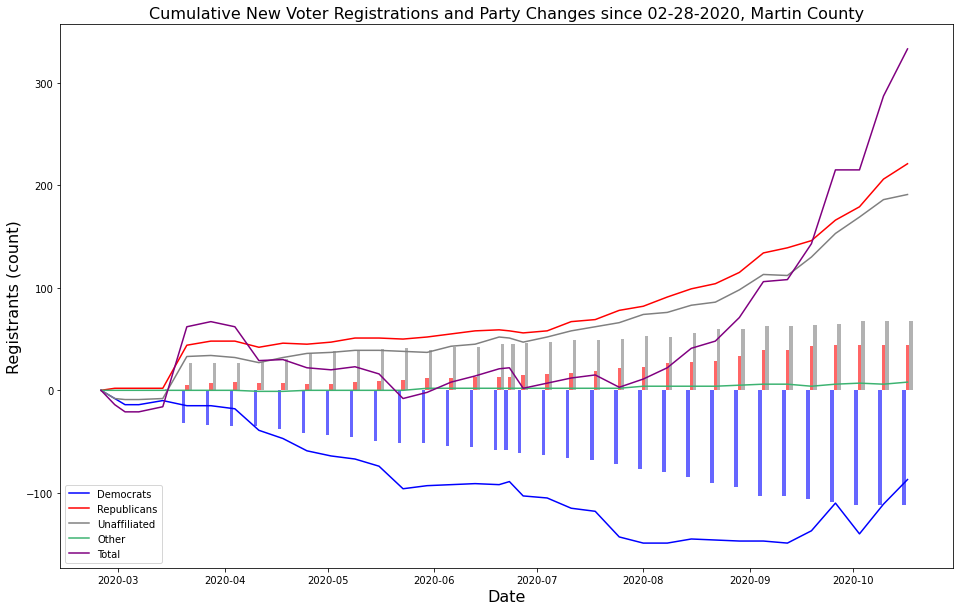 Cumulative New Voter Registrations and Party Changes since 02-28-2020, Martin County
Registrants (count)
300
200
100
0
−100
Democrats
Republicans
Unaffiliated
Other
Total
2020-03 2020-04 2020-05 2020-06 2020-07 2020-08 2020-09 2020-10
Date